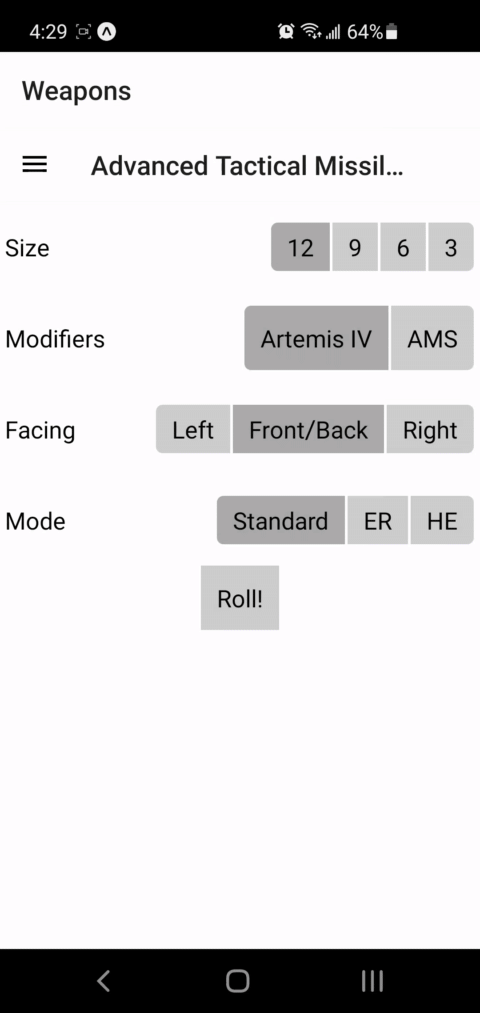 4:29 64%
Weapons
Advanced Tactical Missil...
Size 12 9 6 3
Modifiers Artemis IV AMS
Facing Left Front/Back Right
Mode Standard ER HE
Roll!